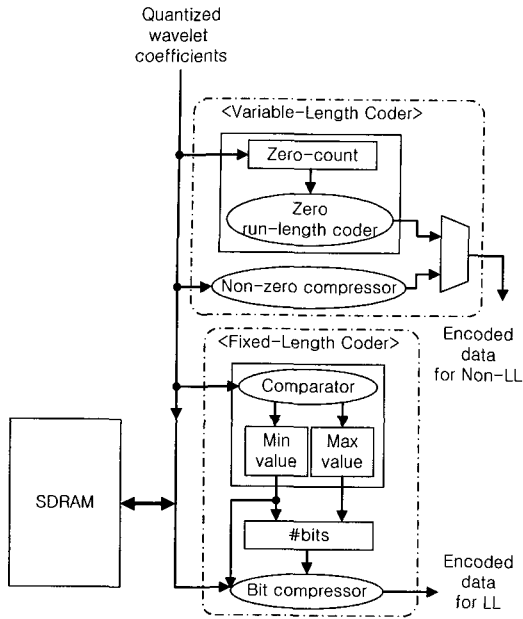 Quantized
wavelet
coefficients
<Variable-Length Coder>
Zero-count
Zero
run-length coder
Non-zero compressor
Encoded
data
for Non-LL
<Fixed-Length Coder>
Comparator
Min
value
Max
value
SDRAM
#bits
Bit compressor
Encoded
data
for LL